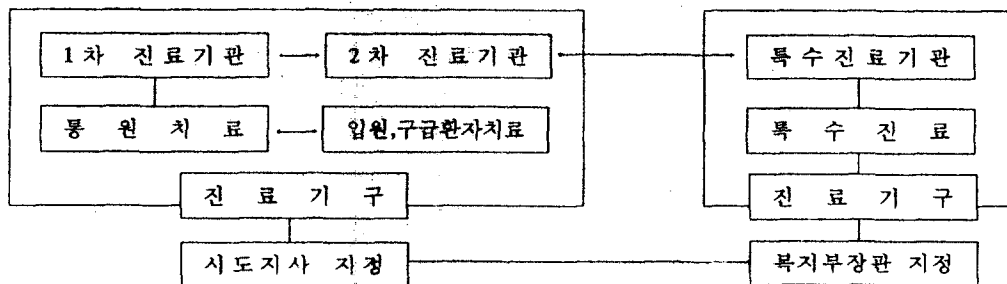 1차 진료기관 2차 진료기관 특수진료기관
통원치료 입원,구급환자치료 특수진료
진료기구 진료기구
시도지사 지정 복지부장관 지정